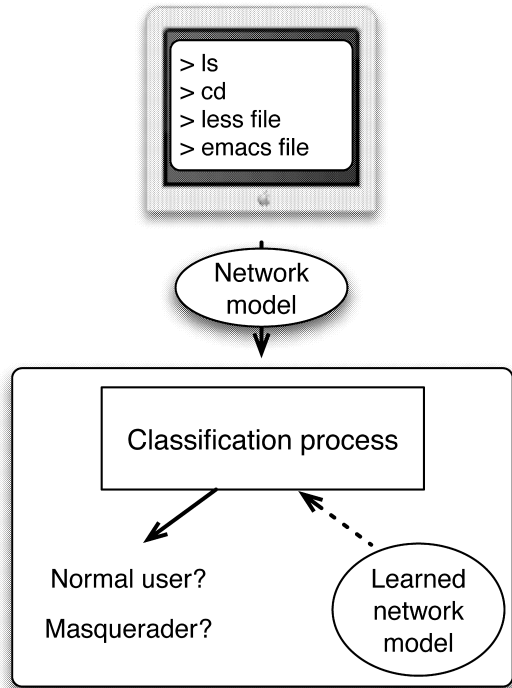 > ls
> cd
> less file
> emacs file
Network
model
Classification process
Normal user?
Masquerader?
Learned
network
model